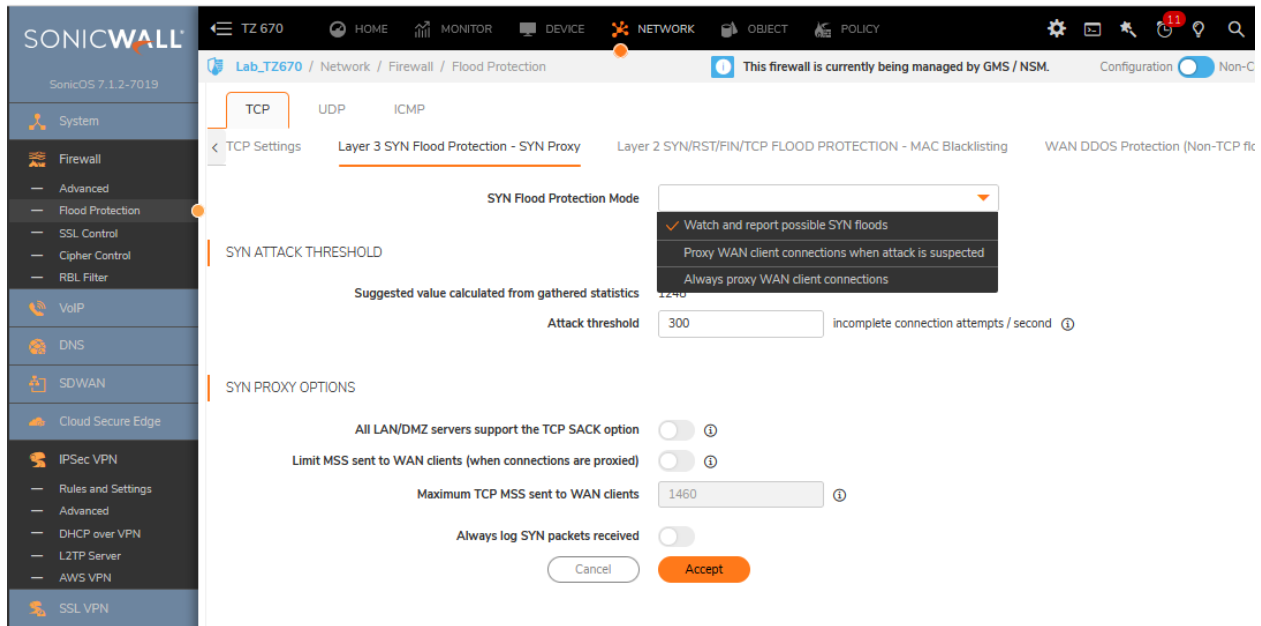 SONICWALL
SonicOS 7.1.2-7019
System
Firewall
Advanced
Flood Protection
SSL Control
Cipher Control
RBL Filter
VoIP
DNS
SDWAN
Cloud Secure Edge
IPSec VPN
Rules and Settings
Advanced
DHCP over VPN
L2TP Server
AWS VPN
SSL VPN
TZ 670 HOME MONITOR DEVICE NETWORK OBJECT POLICY 11
Lab_TZ670 / Network / Firewall / Flood Protection This firewall is currently being managed by GMS / NSM. Configuration Non-C
TCP UDP ICMP
TCP Settings Layer 3 SYN Flood Protection - SYN Proxy Layer 2 SYN/RST/FIN/TCP FLOOD PROTECTION - MAC Blacklisting WAN DDOS Protection (Non-TCP flo
SYN Flood Protection Mode
Watch and report possible SYN floods
Proxy WAN client connections when attack is suspected
Always proxy WAN client connections
SYN ATTACK THRESHOLD
Suggested value calculated from gathered statistics
Attack threshold 300 incomplete connection attempts / second
SYN PROXY OPTIONS
All LAN/DMZ servers support the TCP SACK option
Limit MSS sent to WAN clients (when connections are proxied)
Maximum TCP MSS sent to WAN clients 1460
Always log SYN packets received
Cancel Accept